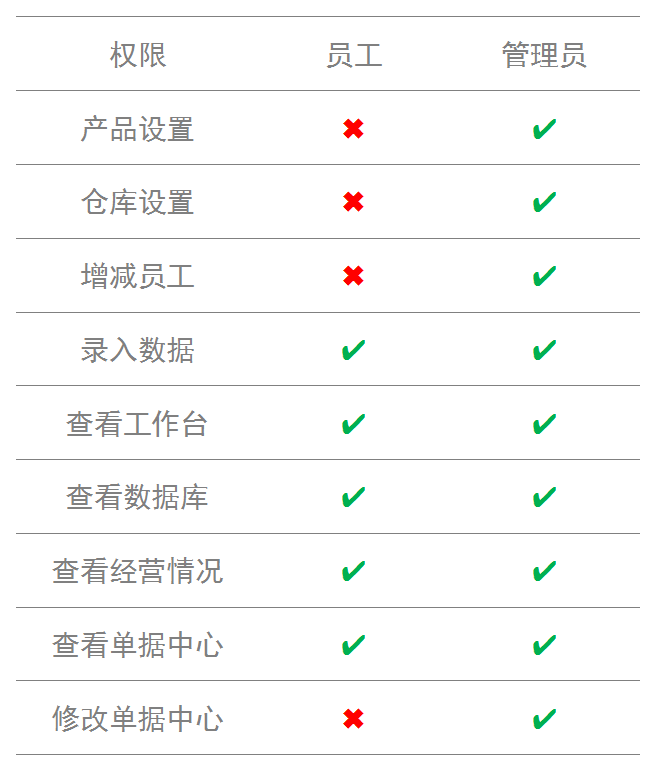 权限 员工 管理员
产品设置 ✖ ✔
仓库设置 ✖ ✔
增减员工 ✖ ✔
录入数据 ✔ ✔
查看工作台 ✔ ✔
查看数据库 ✔ ✔
查看经营情况 ✔ ✔
查看单据中心 ✔ ✔
修改单据中心 ✖ ✔